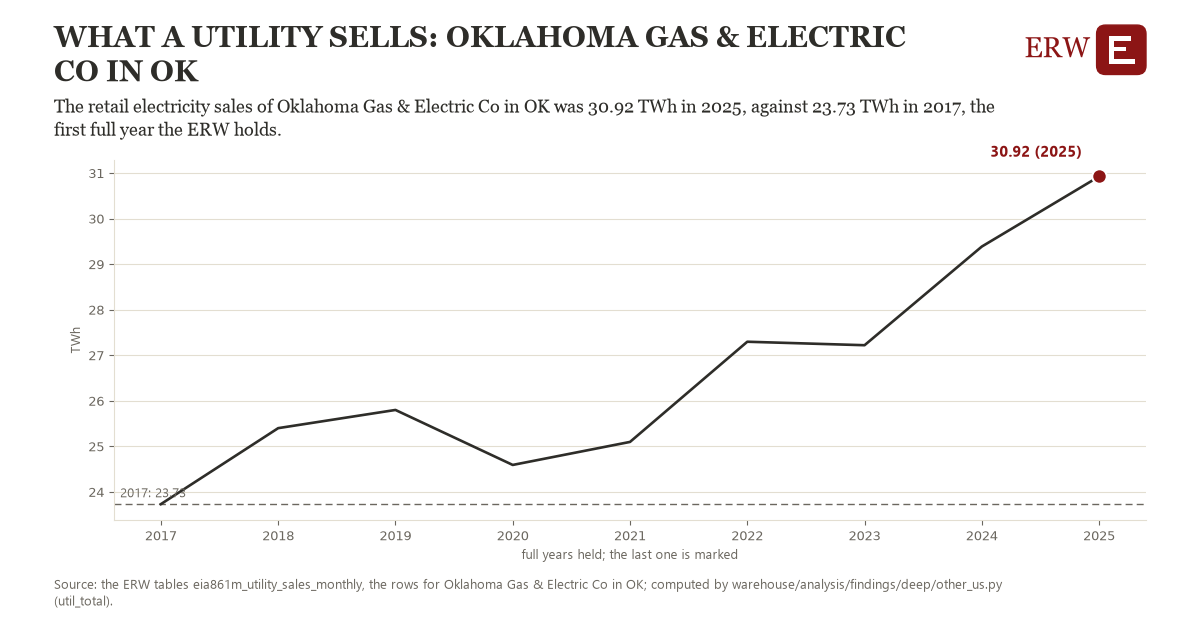 WHAT A UTILITY SELLS: OKLAHOMA GAS & ELECTRIC
CO IN OK
ERW
E
The retail electricity sales of Oklahoma Gas & Electric Co in OK was 30.92 TWh in 2025, against 23.73 TWh in 2017, the
first full year the ERW holds.
30.92 (2025)
31
30
29
28
27
26
25
24
TWh
2017: 23.73
2017 2018 2019 2020 2021 2022 2023 2024 2025
full years held; the last one is marked
Source: the ERW tables eia861m_utility_sales_monthly, the rows for Oklahoma Gas & Electric Co in OK; computed by warehouse/analysis/findings/deep/other_us.py
(util_total).